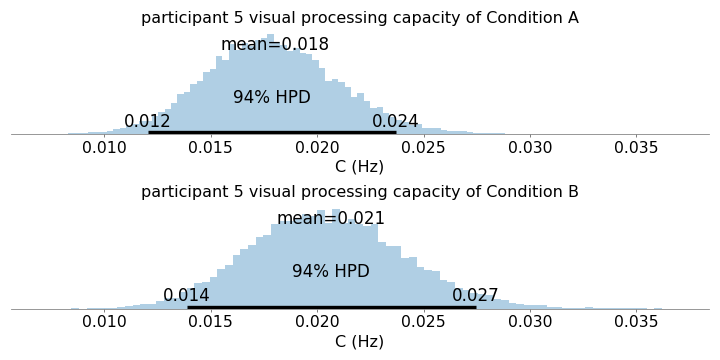 participant 5 visual processing capacity of Condition A
mean=0.018
94% HPD
0.012 0.024
0.010 0.015 0.020 0.025 0.030 0.035
C (Hz)
participant 5 visual processing capacity of Condition B
mean=0.021
94% HPD
0.014 0.027
0.010 0.015 0.020 0.025 0.030 0.035
C (Hz)